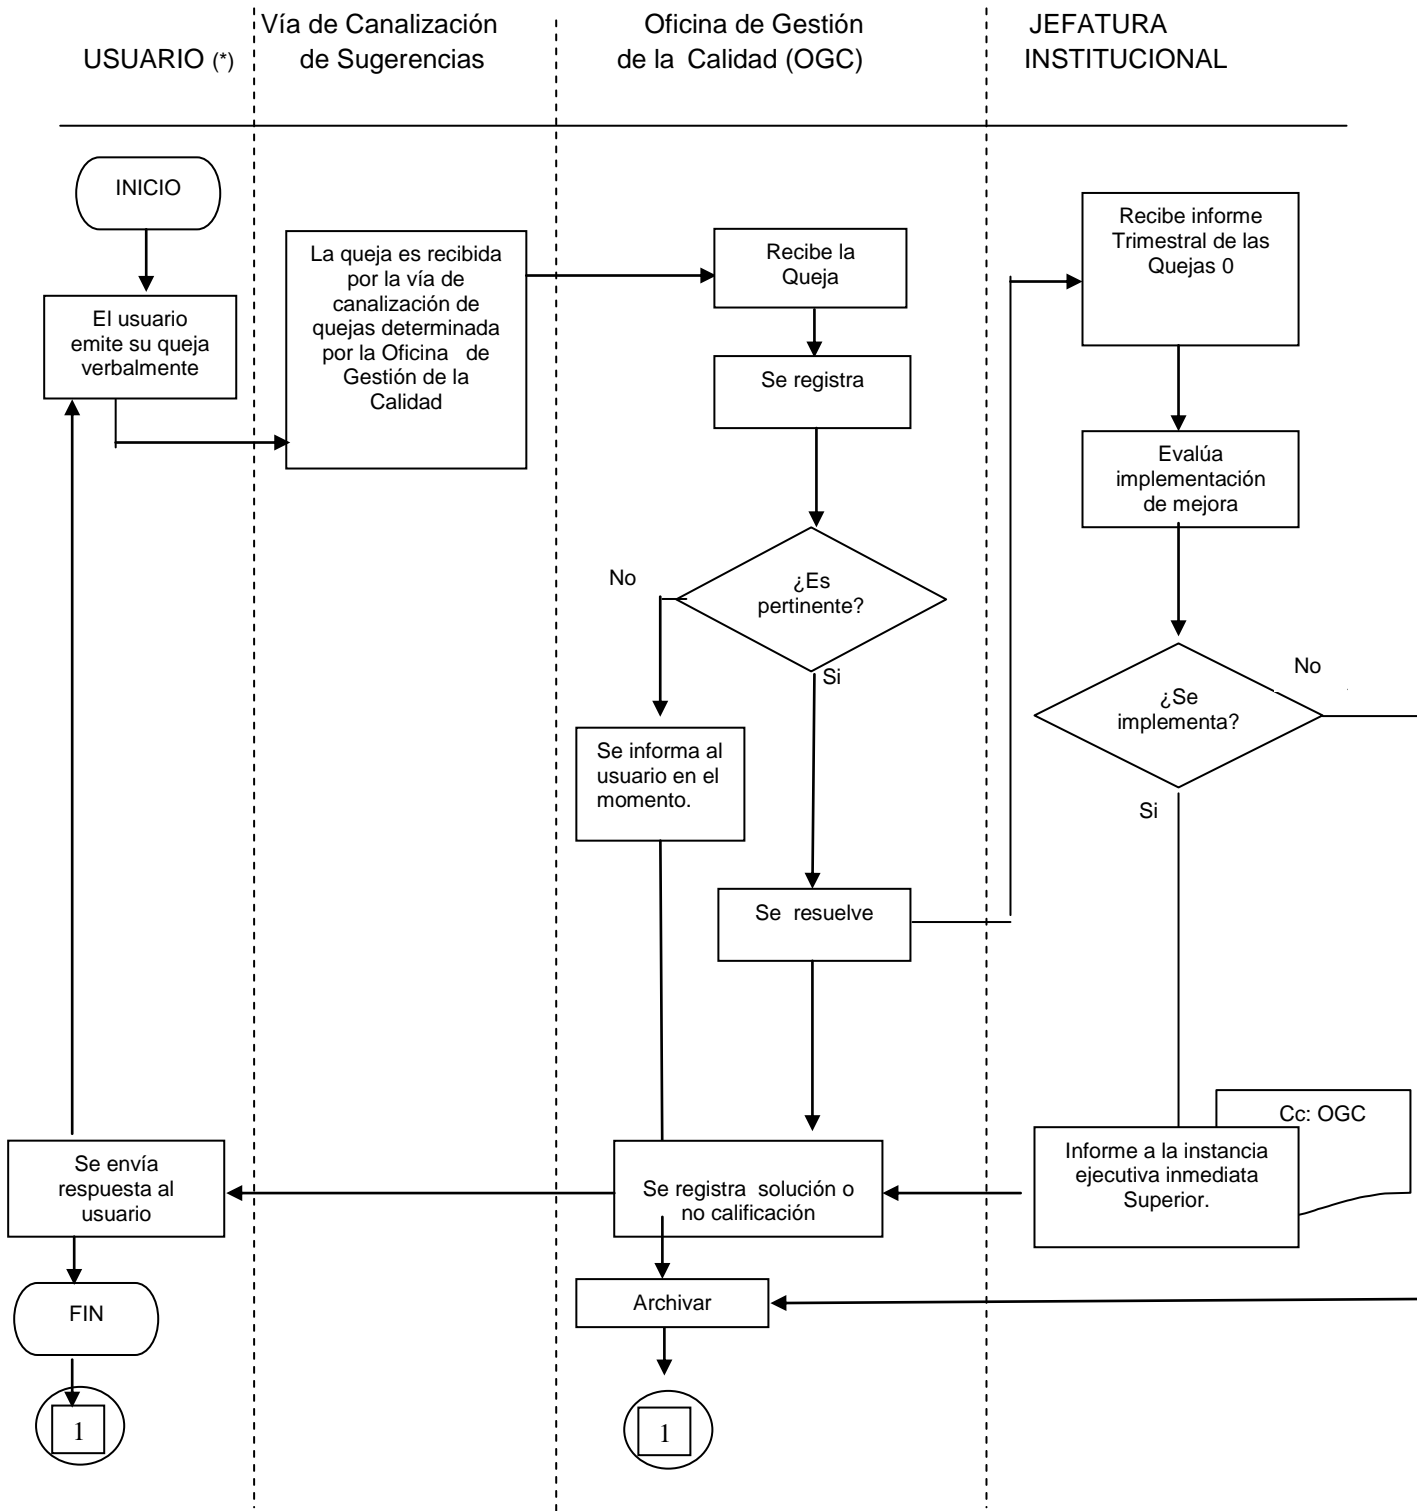 USUARIO (*)
Vía de Canalización
de Sugerencias
Oficina de Gestión
de la Calidad (OGC)
JEFATURA
INSTITUCIONAL
INICIO
El usuario
emite su queja
verbalmente
La queja es recibida
por la vía de
canalización de
quejas determinada
por la Oficina de
Gestión de la
Calidad
Recibe la
Queja
Se registra
¿Es
pertinente?
No
Si
Se informa al
usuario en el
momento.
Se resuelve
Recibe informe
Trimestral de las
Quejas 0
Evalúa
implementación
de mejora
¿Se
implementa?
No
Si
Cc: OGC
Informe a la instancia
ejecutiva inmediata
Superior.
Se registra solución o
no calificación
Se envía
respuesta al
usuario
Archivar
FIN
1
1